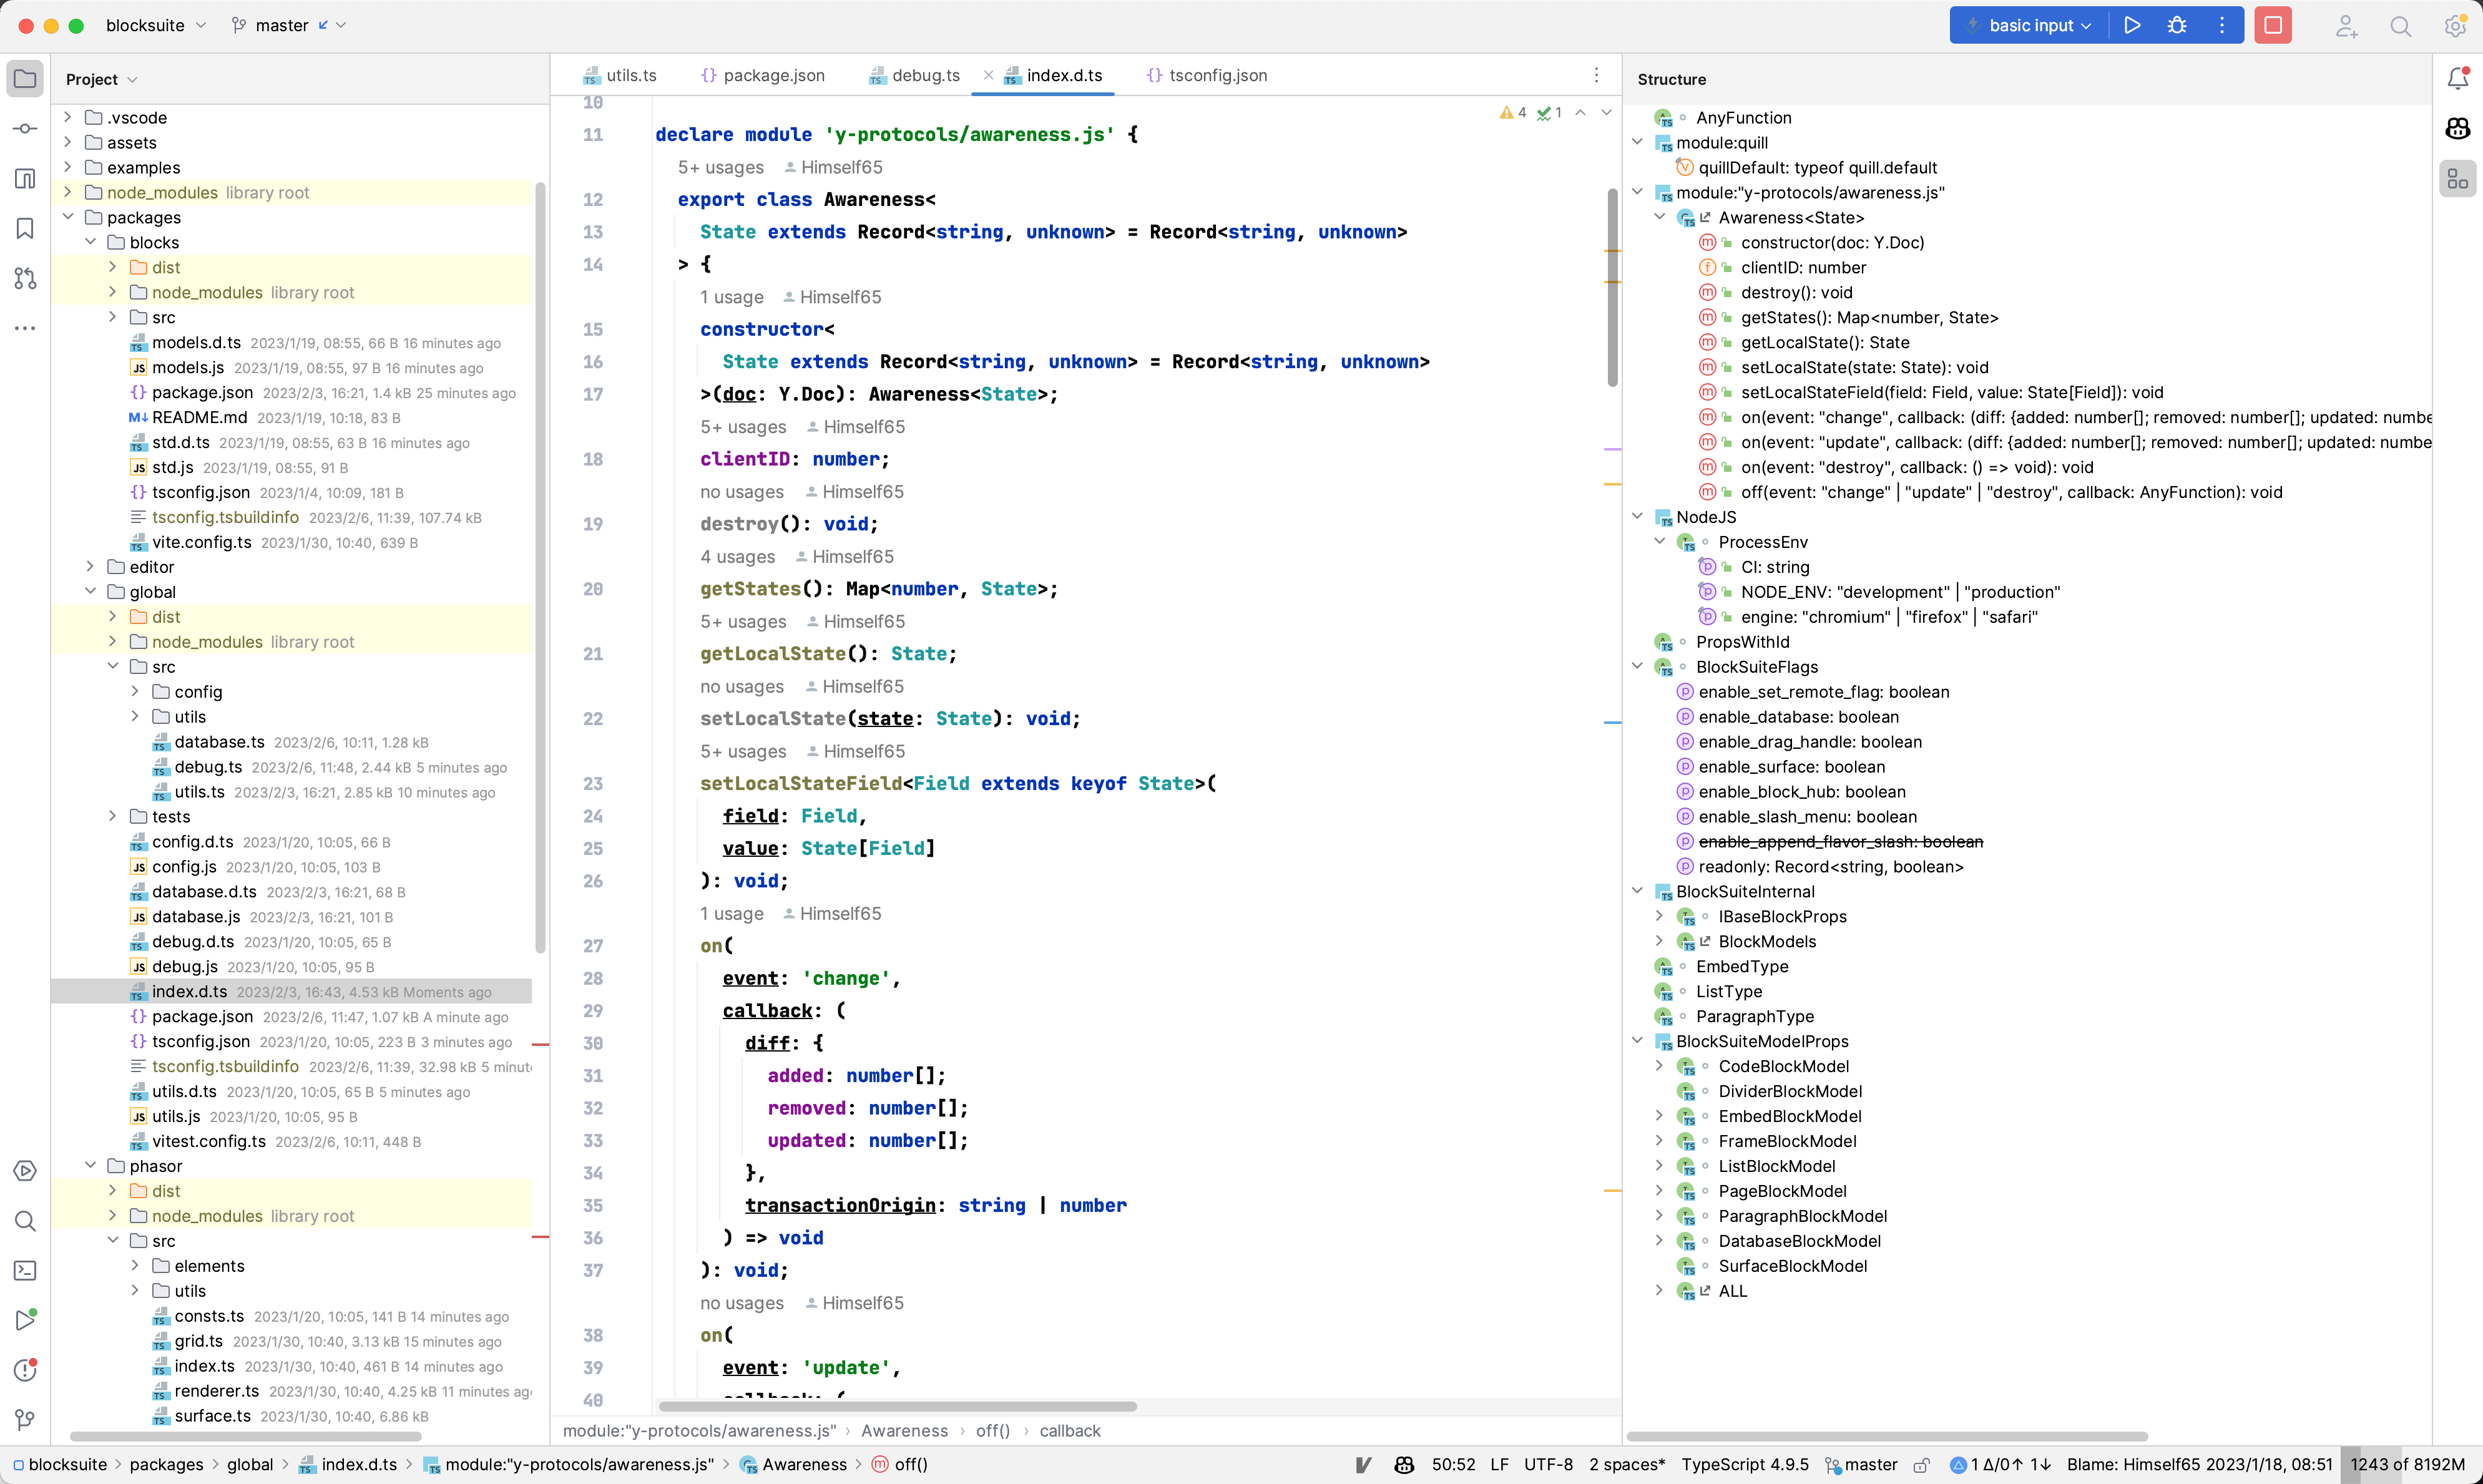 blocksuite
master
basic input
Project
.vscode
assets
examples
node_modules library root
packages
blocks
dist
node_modules library root
src
models.d.ts 2023/1/19, 08:55, 66 B 16 minutes ago
models.js 2023/1/19, 08:55, 97 B 16 minutes ago
package.json 2023/2/3, 16:21, 1.4 kB 25 minutes ago
README.md 2023/1/19, 10:18, 83 B
std.d.ts 2023/1/19, 08:55, 63 B 16 minutes ago
std.js 2023/1/19, 08:55, 91 B
tsconfig.json 2023/1/4, 10:09, 181 B
tsconfig.tsbuildinfo 2023/2/6, 11:39, 107.74 kB
vite.config.ts 2023/1/30, 10:40, 639 B
editor
global
dist
node_modules library root
src
config
utils
database.ts 2023/2/6, 10:11, 1.28 kB
debug.ts 2023/2/6, 11:48, 2.44 kB 5 minutes ago
utils.ts 2023/2/3, 16:21, 2.85 kB 10 minutes ago
tests
config.d.ts 2023/1/20, 10:05, 66 B
config.js 2023/1/20, 10:05, 103 B
database.d.ts 2023/2/3, 16:21, 68 B
database.js 2023/2/3, 16:21, 101 B
debug.d.ts 2023/1/20, 10:05, 65 B
debug.js 2023/1/20, 10:05, 95 B
index.d.ts 2023/2/3, 16:43, 4.53 kB Moments ago
package.json 2023/2/6, 11:47, 1.07 kB A minute ago
tsconfig.json 2023/1/20, 10:05, 223 B 3 minutes ago
tsconfig.tsbuildinfo 2023/2/6, 11:39, 32.98 kB 5 minut
utils.d.ts 2023/1/20, 10:05, 65 B 5 minutes ago
utils.js 2023/1/20, 10:05, 95 B
vitest.config.ts 2023/2/6, 10:11, 448 B
phasor
dist
node_modules library root
src
elements
utils
consts.ts 2023/1/20, 10:05, 141 B 14 minutes ago
grid.ts 2023/1/30, 10:40, 3.13 kB 15 minutes ago
index.ts 2023/1/30, 10:40, 461 B 14 minutes ago
renderer.ts 2023/1/30, 10:40, 4.25 kB 11 minutes ag
surface.ts 2023/1/30, 10:40, 6.86 kB
utils.ts
package.json
debug.ts
index.d.ts
tsconfig.json
4 1
10
11 declare module 'y-protocols/awareness.js' {
5+ usages Himself65
12 export class Awareness<
13 State extends Record<string, unknown> = Record<string, unknown>
14 > {
1 usage Himself65
15 constructor<
16 State extends Record<string, unknown> = Record<string, unknown>
17 >(doc: Y.Doc): Awareness<State>;
5+ usages Himself65
18 clientID: number;
no usages Himself65
19 destroy(): void;
4 usages Himself65
20 getStates(): Map<number, State>;
5+ usages Himself65
21 getLocalState(): State;
no usages Himself65
22 setLocalState(state: State): void;
5+ usages Himself65
23 setLocalStateField<Field extends keyof State>(
24 field: Field,
25 value: State[Field]
26 ): void;
1 usage Himself65
27 on(
28 event: 'change',
29 callback: (
30 diff: {
31 added: number[];
32 removed: number[];
33 updated: number[];
34 },
35 transactionOrigin: string | number
36 ) => void
37 ): void;
no usages Himself65
38 on(
39 event: 'update',
40 callback: (
module:"y-protocols/awareness.js" › Awareness › off() › callback
Structure
AnyFunction
module:quill
quillDefault: typeof quill.default
module:"y-protocols/awareness.js"
Awareness<State>
constructor(doc: Y.Doc)
clientID: number
destroy(): void
getStates(): Map<number, State>
getLocalState(): State
setLocalState(state: State): void
setLocalStateField(field: Field, value: State[Field]): void
on(event: "change", callback: (diff: {added: number[]; removed: number[]; updated: numbe
on(event: "update", callback: (diff: {added: number[]; removed: number[]; updated: numbe
on(event: "destroy", callback: () => void): void
off(event: "change" | "update" | "destroy", callback: AnyFunction): void
NodeJS
ProcessEnv
CI: string
NODE_ENV: "development" | "production"
engine: "chromium" | "firefox" | "safari"
PropsWithId
BlockSuiteFlags
enable_set_remote_flag: boolean
enable_database: boolean
enable_drag_handle: boolean
enable_surface: boolean
enable_block_hub: boolean
enable_slash_menu: boolean
enable_append_flavor_slash: boolean
readonly: Record<string, boolean>
BlockSuiteInternal
IBaseBlockProps
BlockModels
EmbedType
ListType
ParagraphType
BlockSuiteModelProps
CodeBlockModel
DividerBlockModel
EmbedBlockModel
FrameBlockModel
ListBlockModel
PageBlockModel
ParagraphBlockModel
DatabaseBlockModel
SurfaceBlockModel
ALL
blocksuite › packages › global › index.d.ts › module:"y-protocols/awareness.js" › Awareness › off()
50:52 LF UTF-8 2 spaces* TypeScript 4.9.5 master 1 ∆/0↑ 1↓ Blame: Himself65 2023/1/18, 08:51 1243 of 8192M